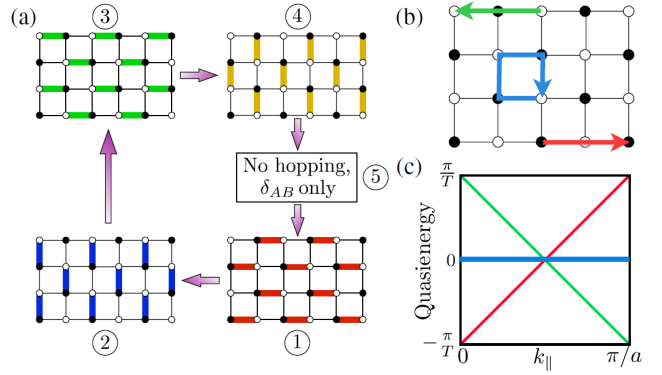 (a)
③
④
No hopping,
δ_AB only
⑤
②
①
(b)
(c)
π/T
0
-π/T
Quasienergy
0
k_∥
π/a